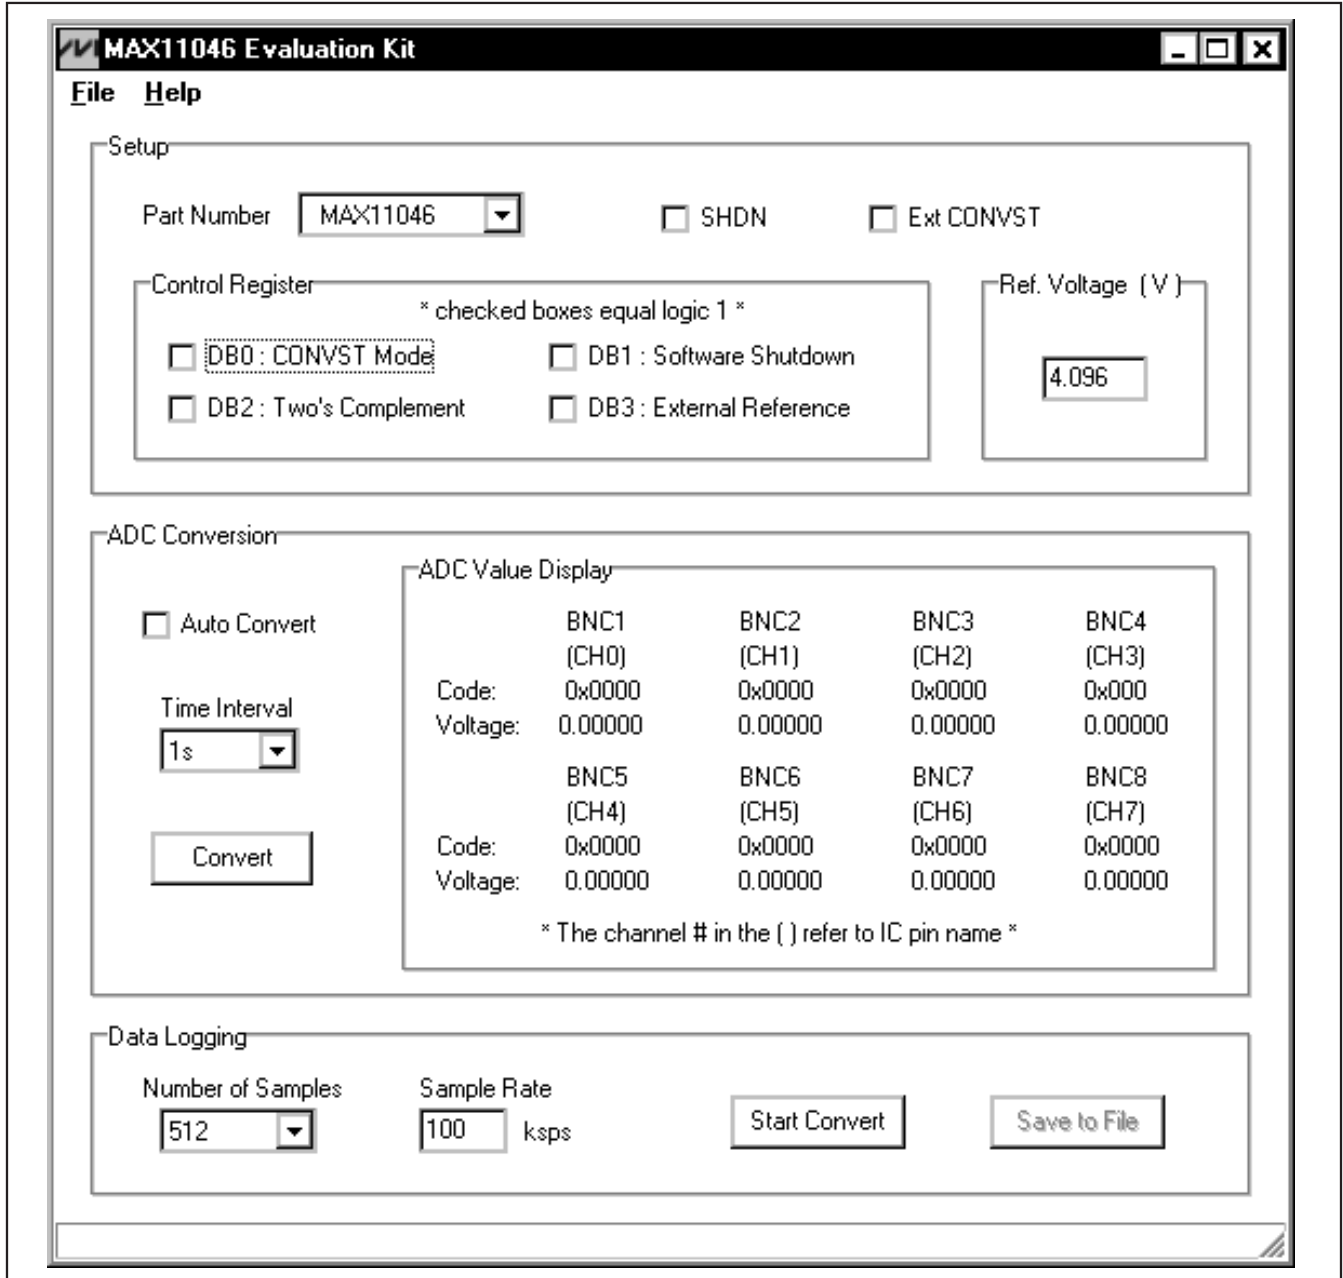 MAX11046 Evaluation Kit
File Help
Setup
Part Number MAX11046 SHDN Ext CONVST
Control Register
* checked boxes equal logic 1 *
DB0 : CONVST Mode DB1 : Software Shutdown
DB2 : Two's Complement DB3 : External Reference
Ref. Voltage ( V )
4.096
ADC Conversion
Auto Convert
Time Interval
1s
Convert
ADC Value Display
BNC1 BNC2 BNC3 BNC4
(CH0) (CH1) (CH2) (CH3)
Code: 0x0000 0x0000 0x0000 0x000
Voltage: 0.00000 0.00000 0.00000 0.00000
BNC5 BNC6 BNC7 BNC8
(CH4) (CH5) (CH6) (CH7)
Code: 0x0000 0x0000 0x0000 0x0000
Voltage: 0.00000 0.00000 0.00000 0.00000
* The channel # in the ( ) refer to IC pin name *
Data Logging
Number of Samples Sample Rate
512 100 ksps Start Convert Save to File